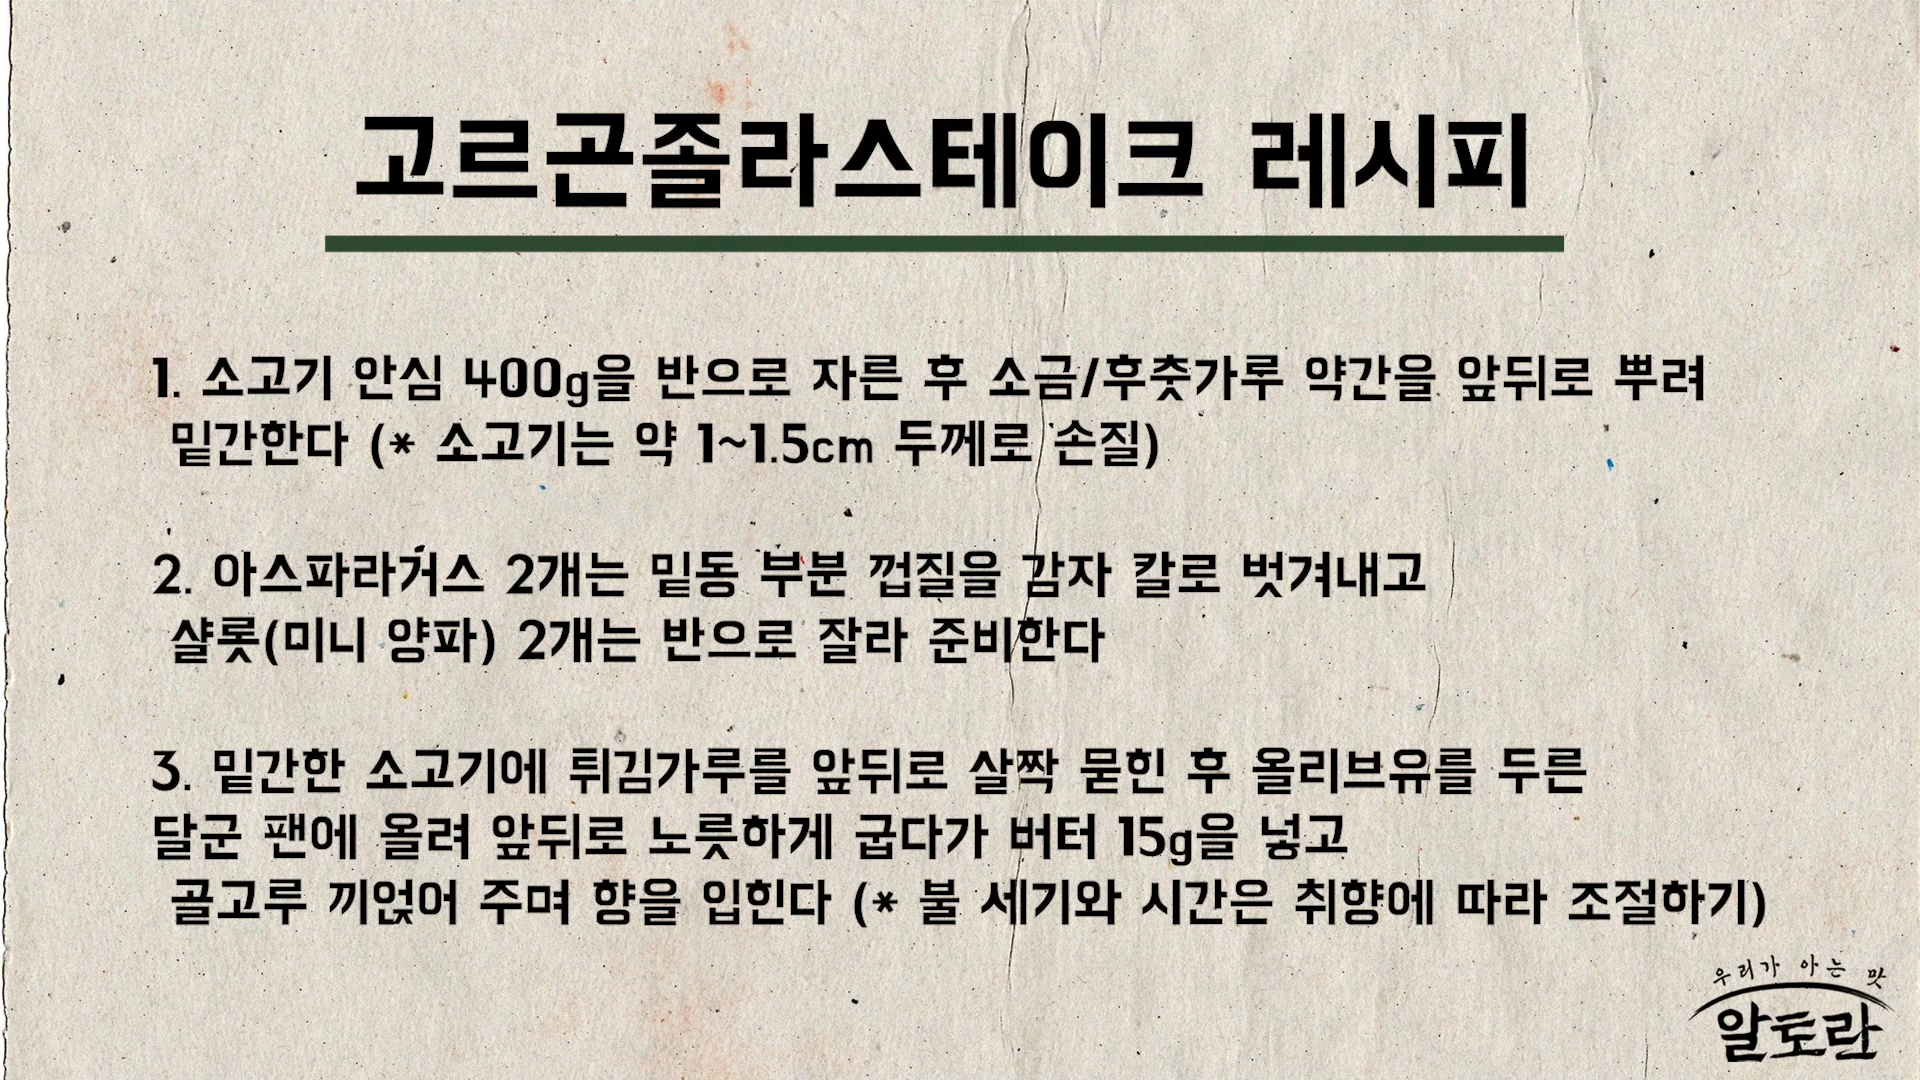 고르곤졸라스테이크 레시피
1. 소고기 안심 400g을 반으로 자른 후 소금/후춧가루 약간을 앞뒤로 뿌려
밑간한다 (* 소고기는 약 1~1.5cm 두께로 손질)
2. 아스파라거스 2개는 밑동 부분 껍질을 감자 칼로 벗겨내고
샬롯(미니 양파) 2개는 반으로 잘라 준비한다
3. 밑간한 소고기에 튀김가루를 앞뒤로 살짝 묻힌 후 올리브유를 두른
달군 팬에 올려 앞뒤로 노릇하게 굽다가 버터 15g을 넣고
골고루 끼얹어 주며 향을 입힌다 (* 불 세기와 시간은 취향에 따라 조절하기)
우리가 아는 맛
알토란